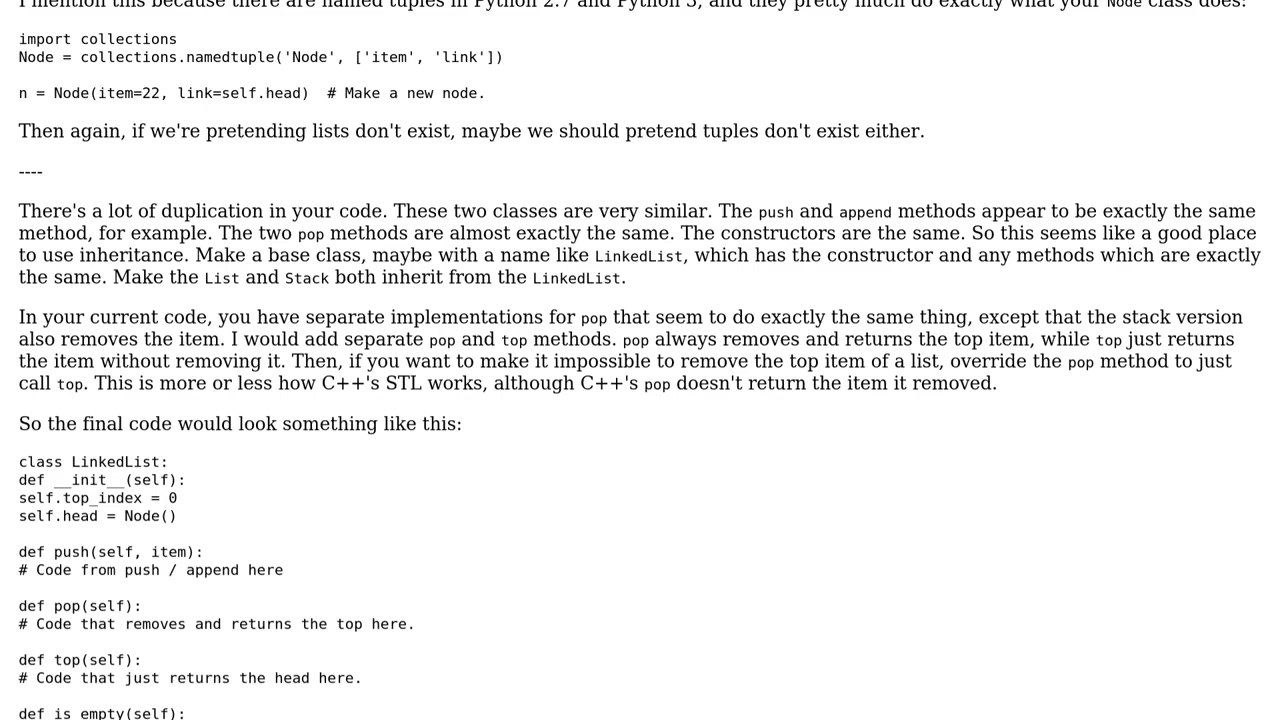 I mention this because there are named tuples in Python 2.7 and Python 3, and they pretty much do exactly what your Node class does:
import collections
Node = collections.namedtuple('Node', ['item', 'link'])
n = Node(item=22, link=self.head)  # Make a new node.
Then again, if we're pretending lists don't exist, maybe we should pretend tuples don't exist either.
----
There's a lot of duplication in your code. These two classes are very similar. The push and append methods appear to be exactly the same
method, for example. The two pop methods are almost exactly the same. The constructors are the same. So this seems like a good place
to use inheritance. Make a base class, maybe with a name like LinkedList, which has the constructor and any methods which are exactly
the same. Make the List and Stack both inherit from the LinkedList.
In your current code, you have separate implementations for pop that seem to do exactly the same thing, except that the stack version
also removes the item. I would add separate pop and top methods. pop always removes and returns the top item, while top just returns
the item without removing it. Then, if you want to make it impossible to remove the top item of a list, override the pop method to just
call top. This is more or less how C++'s STL works, although C++'s pop doesn't return the item it removed.
So the final code would look something like this:
class LinkedList:
def __init__(self):
self.top_index = 0
self.head = Node()
def push(self, item):
# Code from push / append here
def pop(self):
# Code that removes and returns the top here.
def top(self):
# Code that just returns the head here.
def is_empty(self):